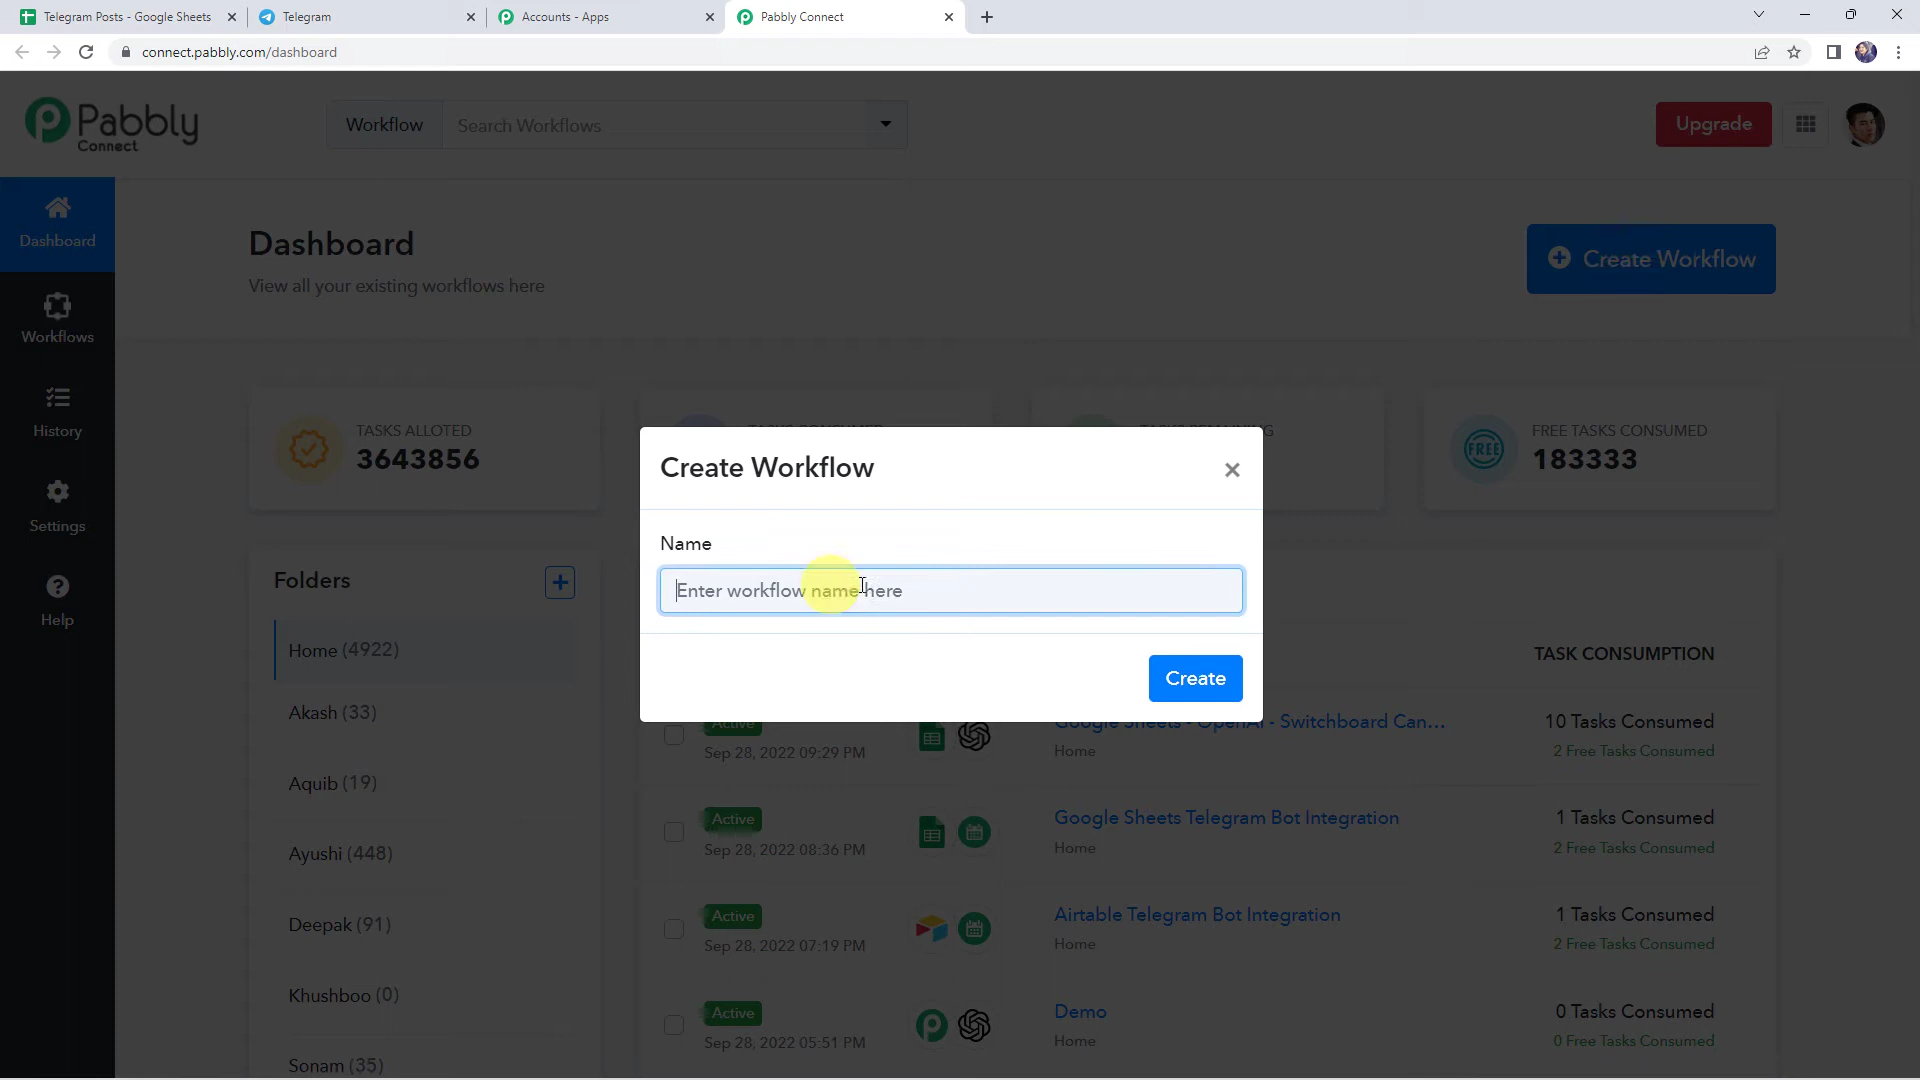 Telegram Posts - Google Sheets
Telegram
Accounts - Apps
Pabbly Connect
connect.pabbly.com/dashboard
Pabbly
Connect
Workflow
Search Workflows
Upgrade
Dashboard
Workflows
History
Settings
Help
Dashboard
View all your existing workflows here
Create Workflow
TASKS ALLOTED
3643856
FREE TASKS CONSUMED
FREE
183333
Create Workflow
×
Name
Enter workflow name here
Create
Folders
Home (4922)
Akash (33)
Aquib (19)
Ayushi (448)
Deepak (91)
Khushboo (0)
Sonam (35)
TASK CONSUMPTION
Active
Sep 28, 2022 09:29 PM
Google Sheets - OpenAI - Switchboard Can...
Home
10 Tasks Consumed
2 Free Tasks Consumed
Active
Sep 28, 2022 08:36 PM
Google Sheets Telegram Bot Integration
Home
1 Tasks Consumed
2 Free Tasks Consumed
Active
Sep 28, 2022 07:19 PM
Airtable Telegram Bot Integration
Home
1 Tasks Consumed
2 Free Tasks Consumed
Active
Sep 28, 2022 05:51 PM
Demo
Home
0 Tasks Consumed
0 Free Tasks Consumed